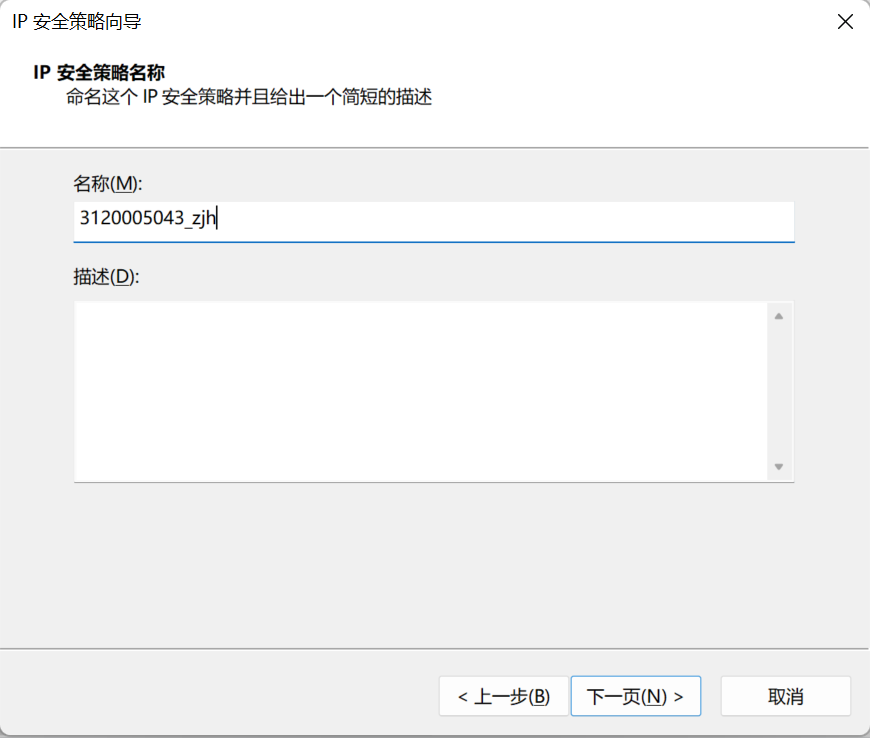 IP 安全策略向导
IP 安全策略名称
命名这个 IP 安全策略并且给出一个简短的描述
名称(M):
3120005043_zjh
描述(D):
< 上一步(B)
下一页(N) >
取消